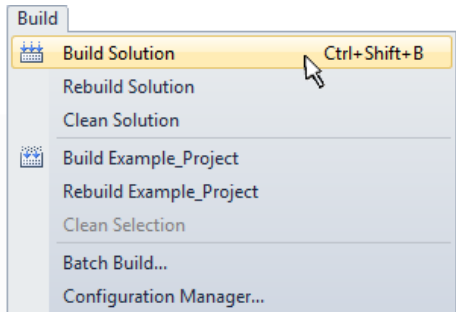 Build
Build Solution Ctrl+Shift+B
Rebuild Solution
Clean Solution
Build Example_Project
Rebuild Example_Project
Clean Selection
Batch Build...
Configuration Manager...